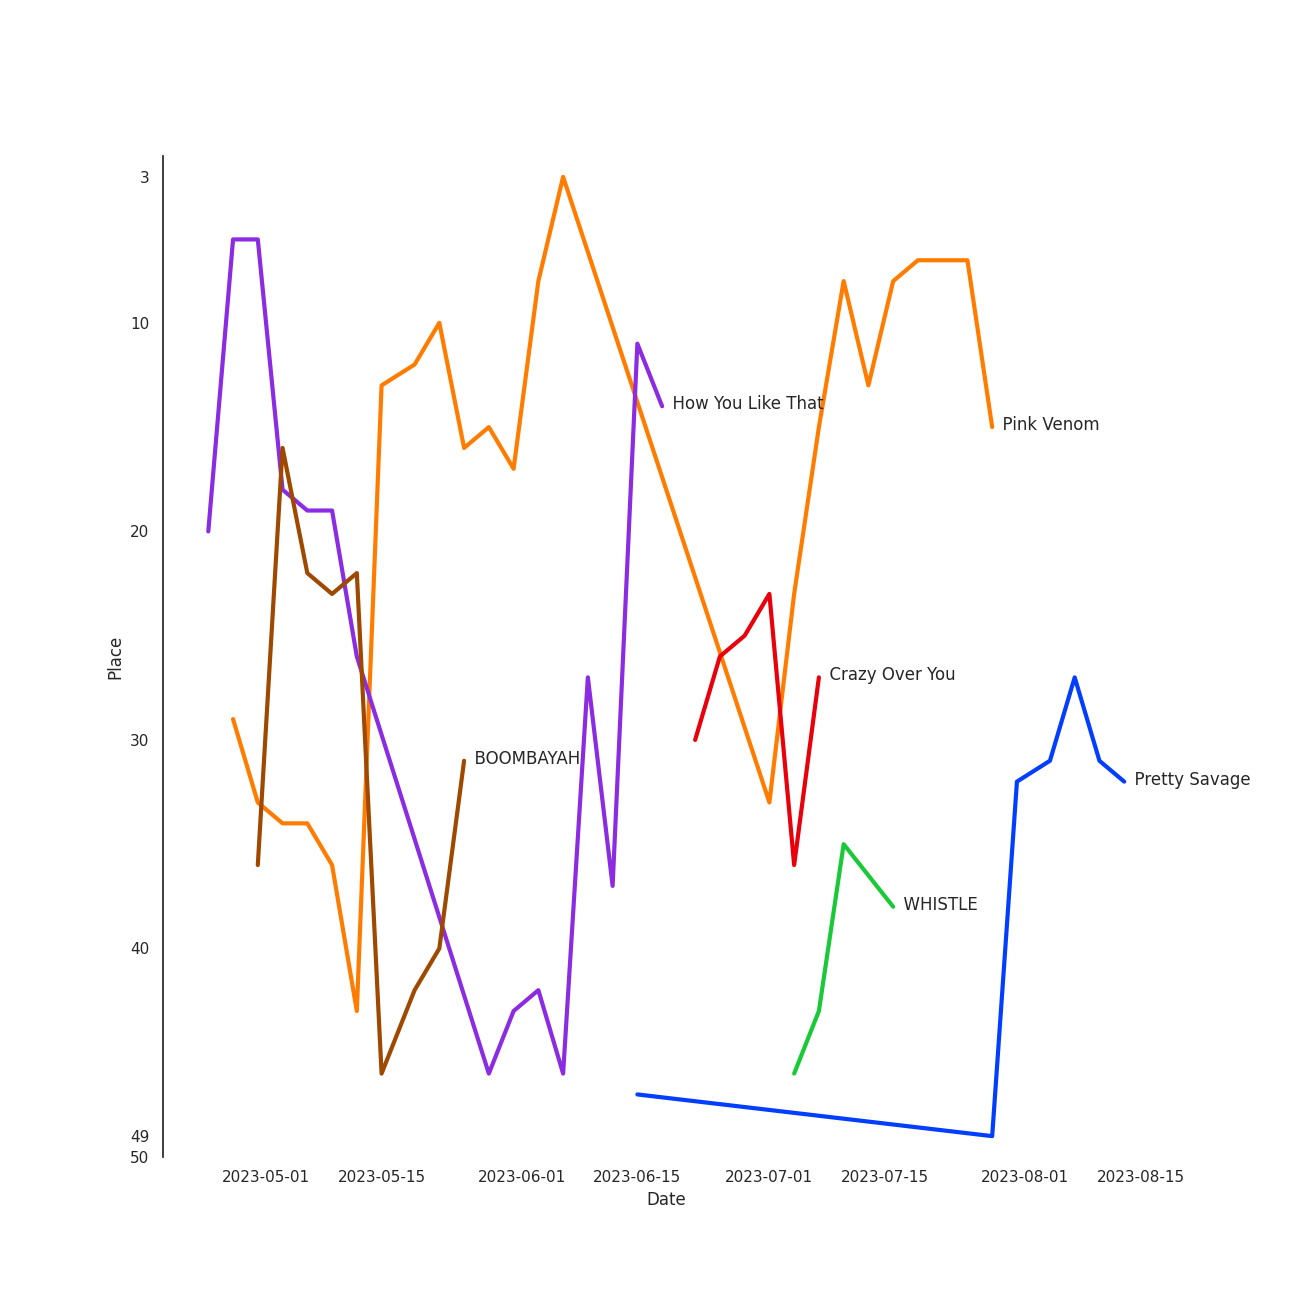 3
10
20
30
40
49
50
Place
How You Like That
Pink Venom
Crazy Over You
BOOMBAYAH
Pretty Savage
WHISTLE
2023-05-01 2023-05-15 2023-06-01 2023-06-15 2023-07-01 2023-07-15 2023-08-01 2023-08-15
Date